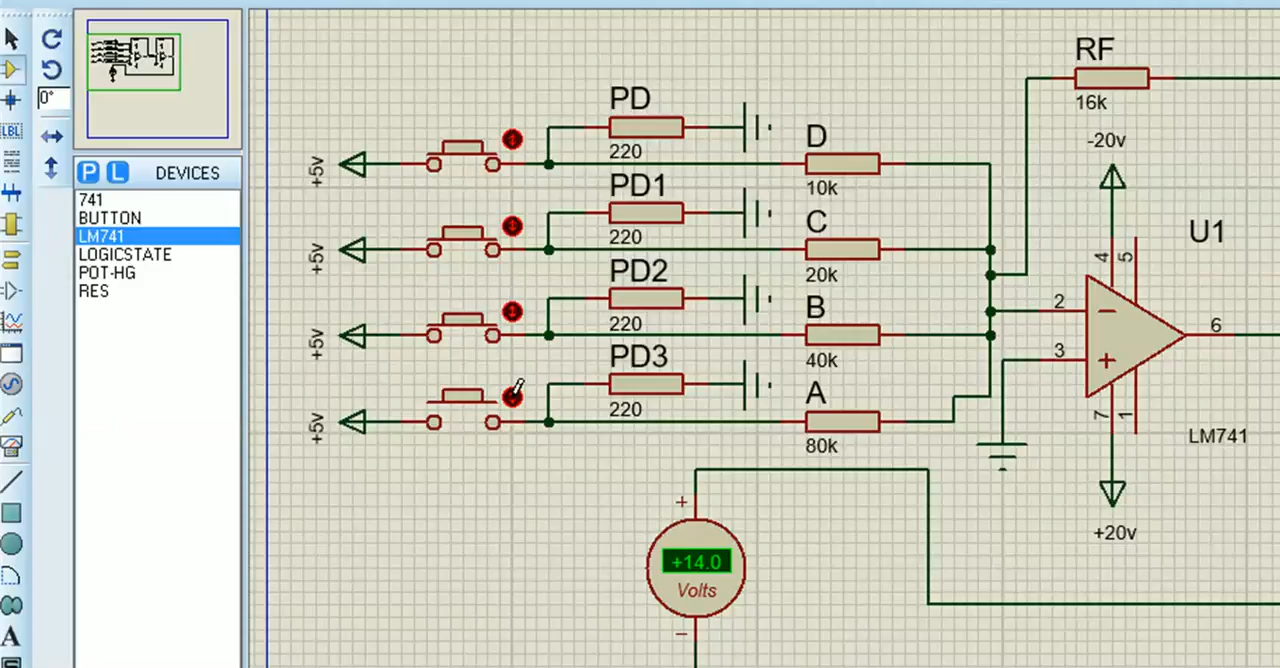 RF
16k
-20v
0°
LBL
P L DEVICES
741
BUTTON
LM741
LOGICSTATE
POT-HG
RES
+5v
PD
220
D
10k
+5v
PD1
220
C
20k
+5v
PD2
220
B
40k
+5v
PD3
220
A
80k
U1
4
5
2
3
6
7
1
LM741
+20v
+14.0
Volts
A